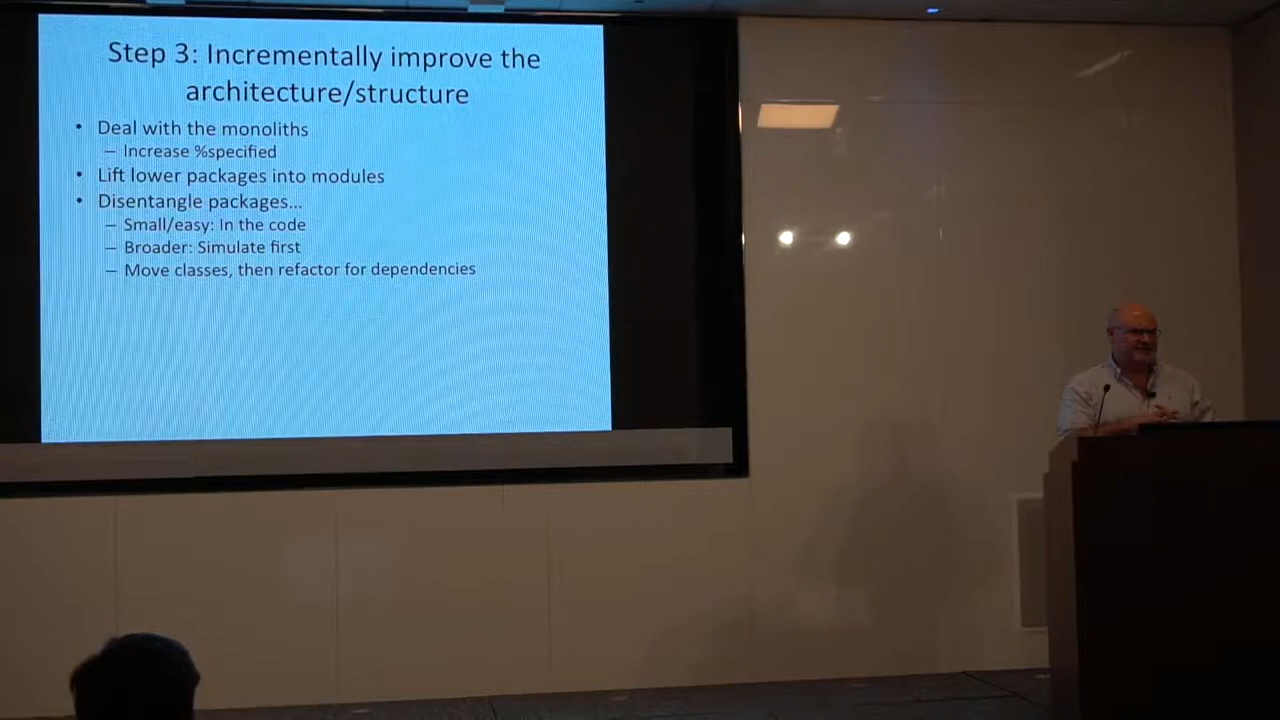 Step 3: Incrementally improve the
architecture/structure
• Deal with the monoliths
– Increase %specified
• Lift lower packages into modules
• Disentangle packages...
– Small/easy: In the code
– Broader: Simulate first
– Move classes, then refactor for dependencies